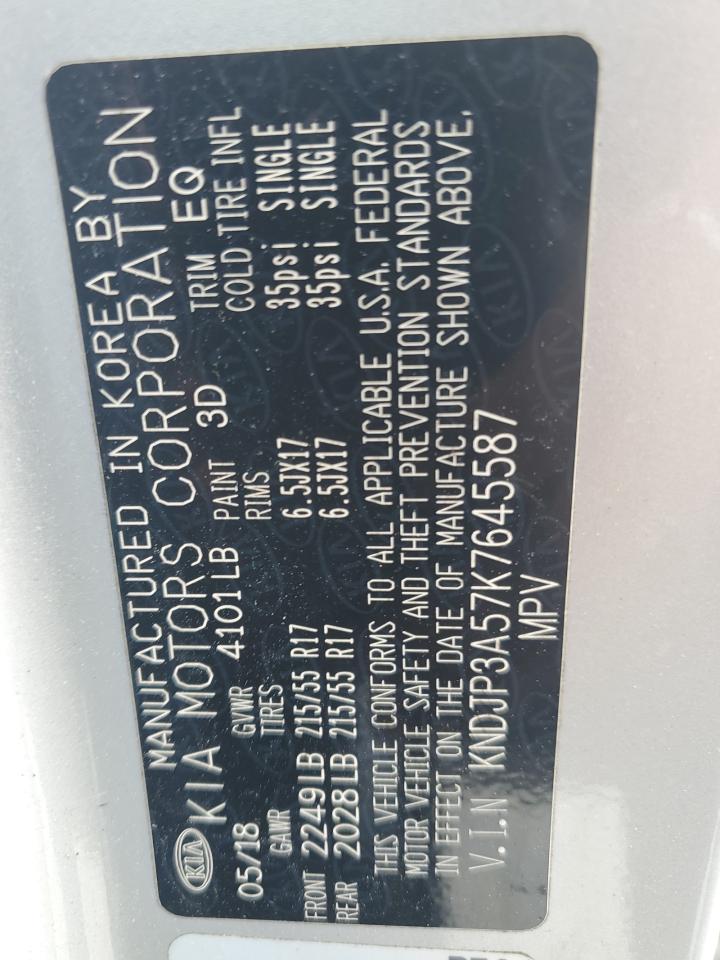 MANUFACTURED IN KOREA BY
KIA KIA MOTORS CORPORATION
05/18 GVWR 4101LB PAINT 3D TRIM EQ
GAWR TIRES RIMS COLD TIRE INFL
FRONT 2249LB 215/55 R17 6.5JX17 35psi SINGLE
REAR 2028LB 215/55 R17 6.5JX17 35psi SINGLE
THIS VEHICLE CONFORMS TO ALL APPLICABLE U.S.A. FEDERAL
MOTOR VEHICLE SAFETY AND THEFT PREVENTION STANDARDS
IN EFFECT ON THE DATE OF MANUFACTURE SHOWN ABOVE.
V.I.N KNDJP3A57K7645587
MPV